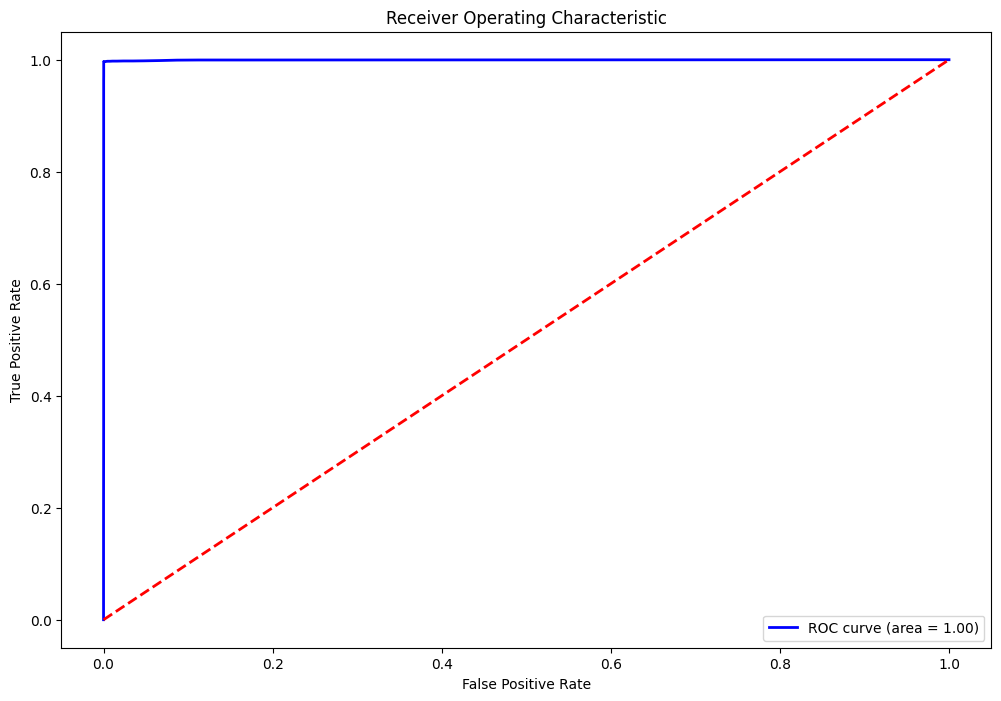 Receiver Operating Characteristic
True Positive Rate
1.0
0.8
0.6
0.4
0.2
0.0
0.0 0.2 0.4 0.6 0.8 1.0
False Positive Rate
ROC curve (area = 1.00)